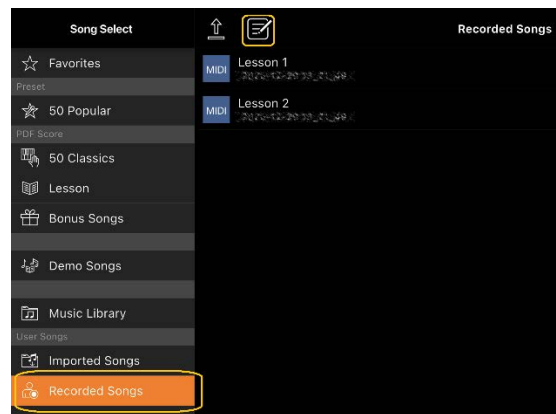 Song Select
Recorded Songs
Favorites
Preset
50 Popular
PDF Score
50 Classics
Lesson
Bonus Songs
Demo Songs
Music Library
User Songs
Imported Songs
Recorded Songs
MIDI Lesson 1
MIDI Lesson 2